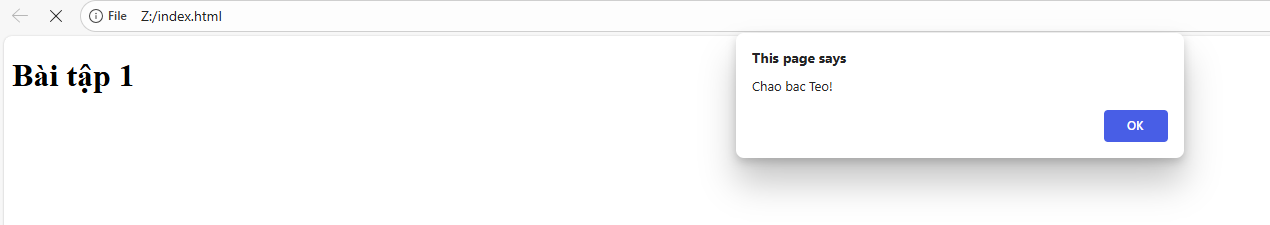 File Z:/index.html
Bài tập 1
This page says
Chao bac Teo!
OK